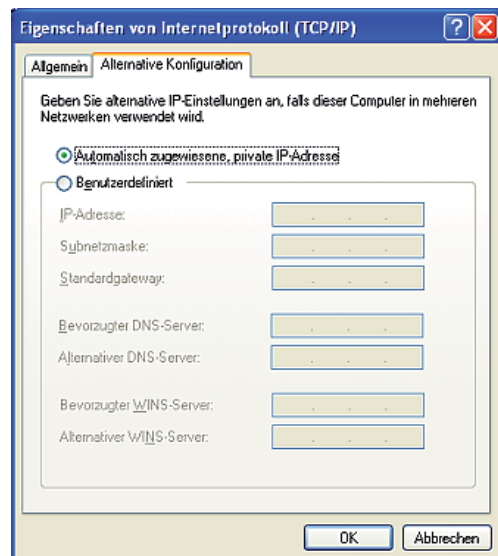 Eigenschaften von Internetprotokoll (TCP/IP)
Allgemein
Alternative Konfiguration
Geben Sie alternative IP-Einstellungen an, falls dieser Computer in mehreren
Netzwerken verwendet wird.
Automatisch zugewiesene, private IP-Adresse
Benutzerdefiniert
IP-Adresse:
Subnetzmaske:
Standardgateway:
Bevorzugter DNS-Server:
Alternativer DNS-Server:
Bevorzugter WINS-Server:
Alternativer WINS-Server:
OK
Abbrechen